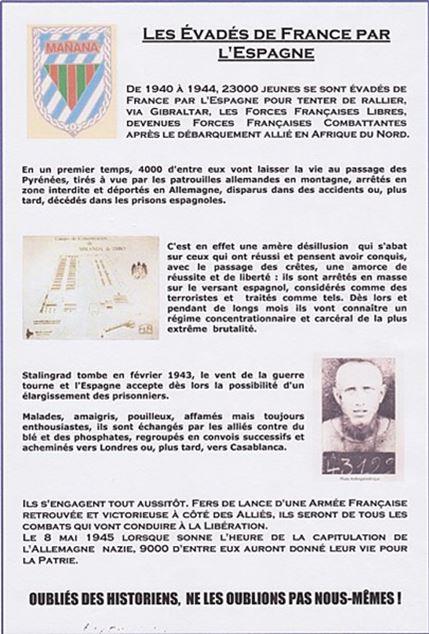 MAÑANA
LES ÉVADÉS DE FRANCE PAR
L'ESPAGNE
DE 1940 À 1944, 23000 JEUNES SE SONT ÉVADÉS DE
FRANCE PAR L'ESPAGNE POUR TENTER DE RALLIER,
VIA GIBRALTAR, LES FORCES FRANÇAISES LIBRES,
DEVENUES FORCES FRANÇAISES COMBATTANTES
APRÈS LE DÉBARQUEMENT ALLIÉ EN AFRIQUE DU NORD.
En un premier temps, 4000 d'entre eux vont laisser la vie au passage des
Pyrénées, tirés à vue par les patrouilles allemandes en montagne, arrêtés en
zone interdite et déportés en Allemagne, disparus dans des accidents ou, plus
tard, décédés dans les prisons espagnoles.
MIRANDA DE EBRO
C'est en effet une amère désillusion qui s'abat
sur ceux qui ont réussi et pensent avoir conquis,
avec le passage des crêtes, une amorce de
réussite et de liberté : ils sont arrêtés en masse
sur le versant espagnol, considérés comme des
terroristes et traités comme tels. Dès lors et
pendant de longs mois ils vont connaître un
régime concentrationnaire et carcéral de la plus
extrême brutalité.
Stalingrad tombe en février 1943, le vent de la guerre
tourne et l'Espagne accepte dès lors la possibilité d'un
élargissement des prisonniers.
Malades, amaigris, pouilleux, affamés mais toujours
enthousiastes, ils sont échangés par les alliés contre du
blé et des phosphates, regroupés en convois successifs et
acheminés vers Londres ou, plus tard, vers Casablanca.
ILS S'ENGAGENT TOUT AUSSITÔT. FERS DE LANCE D'UNE ARMÉE FRANÇAISE
RETROUVÉE ET VICTORIEUSE À CÔTÉ DES ALLIÉS, ILS SERONT DE TOUS LES
COMBATS QUI VONT CONDUIRE À LA LIBÉRATION.
LE 8 MAI 1945 LORSQUE SONNE L'HEURE DE LA CAPITULATION DE
L'ALLEMAGNE NAZIE, 9000 D'ENTRE EUX AURONT DONNÉ LEUR VIE POUR
LA PATRIE.
OUBLIÉS DES HISTORIENS, NE LES OUBLIONS PAS NOUS-MÊMES !